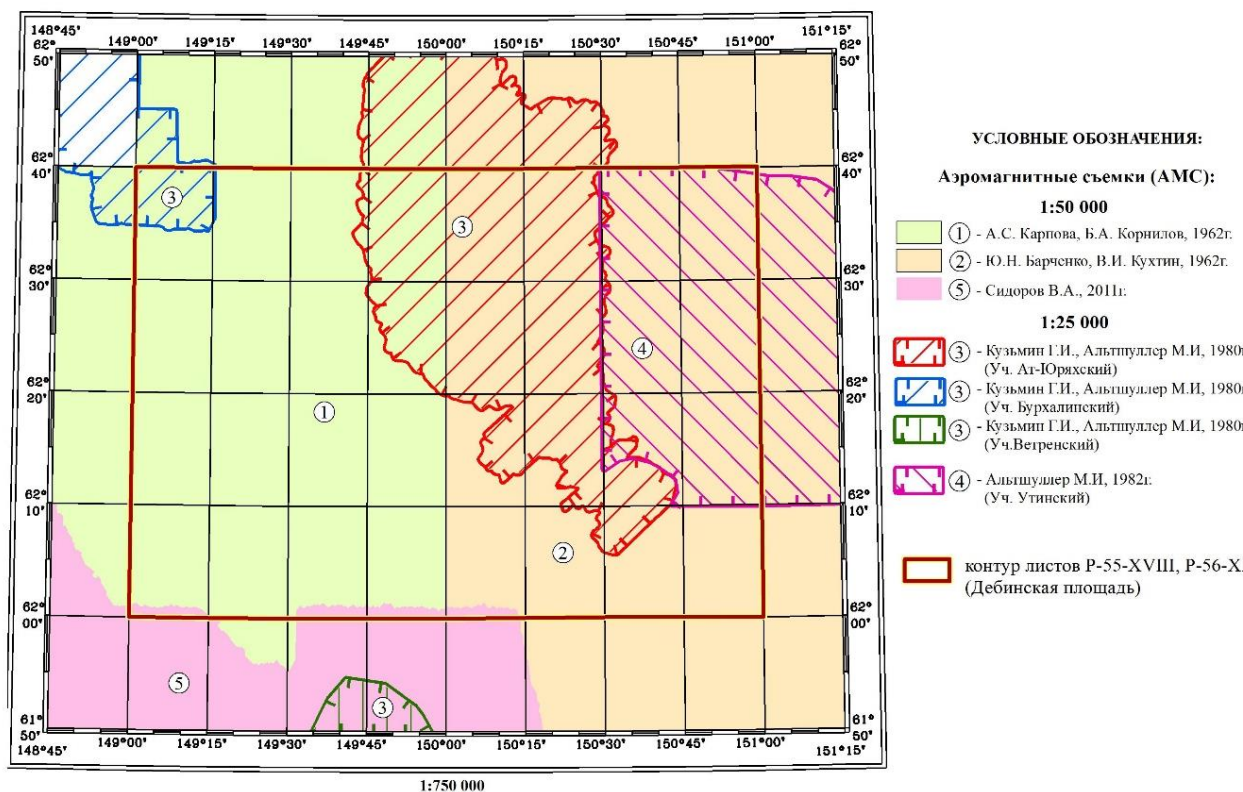 148°45' 149°00' 149°15' 149°30' 149°45' 150°00' 150°15' 150°30' 150°45' 151°00' 151°15'
62° 50' 62° 50'
62° 40' 62° 40'
62° 30' 62° 30'
62° 20' 62° 20'
62° 10' 62° 10'
62° 00' 62° 00'
61° 50' 61° 50'
148°45' 149°00' 149°15' 149°30' 149°45' 150°00' 150°15' 150°30' 150°45' 151°00' 151°15'
3
3
4
1
2
5
3
1:750 000
УСЛОВНЫЕ ОБОЗНАЧЕНИЯ:
Аэромагнитные съемки (АМС):
1:50 000
1 - А.С. Карпова, Б.А. Корнилов, 1962г.
2 - Ю.Н. Барченко, В.И. Кухтин, 1962г.
5 - Сидоров В.А., 2011г.
1:25 000
3 - Кузьмин Г.И., Альтшуллер М.И, 1980г
(Уч. Ат-Юряхский)
3 - Кузьмин Г.И., Альтшуллер М.И, 1980г
(Уч. Бурхалипский)
3 - Кузьмин Г.И., Альтшуллер М.И, 1980г
(Уч.Ветренский)
4 - Альтшуллер М.И, 1982г.
(Уч. Утинский)
контур листов Р-55-XVIII, Р-56-X
(Дебинская площадь)